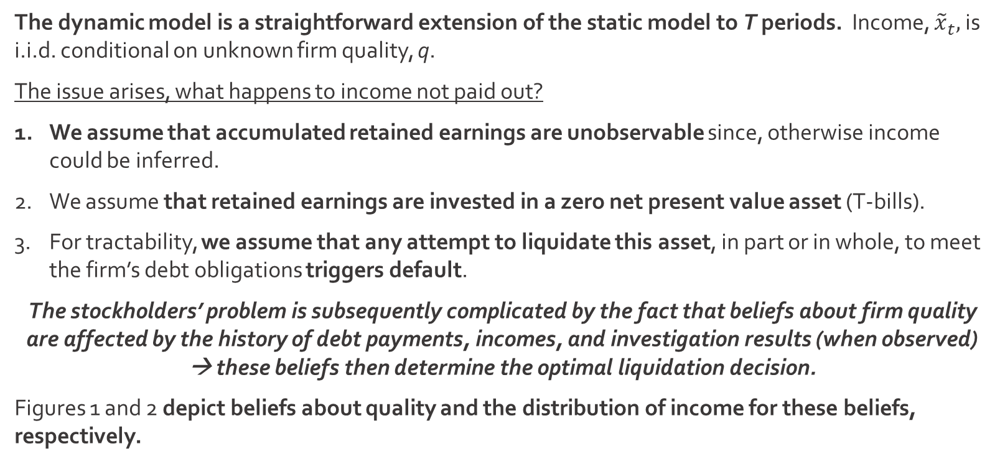 The dynamic model is a straightforward extension of the static model to T periods. Income, x̃ₜ, is
i.i.d. conditional on unknown firm quality, q.
The issue arises, what happens to income not paid out?
1. We assume that accumulated retained earnings are unobservable since, otherwise income
could be inferred.
2. We assume that retained earnings are invested in a zero net present value asset (T-bills).
3. For tractability, we assume that any attempt to liquidate this asset, in part or in whole, to meet
the firm's debt obligations triggers default.
The stockholders' problem is subsequently complicated by the fact that beliefs about firm quality
are affected by the history of debt payments, incomes, and investigation results (when observed)
→ these beliefs then determine the optimal liquidation decision.
Figures 1 and 2 depict beliefs about quality and the distribution of income for these beliefs,
respectively.